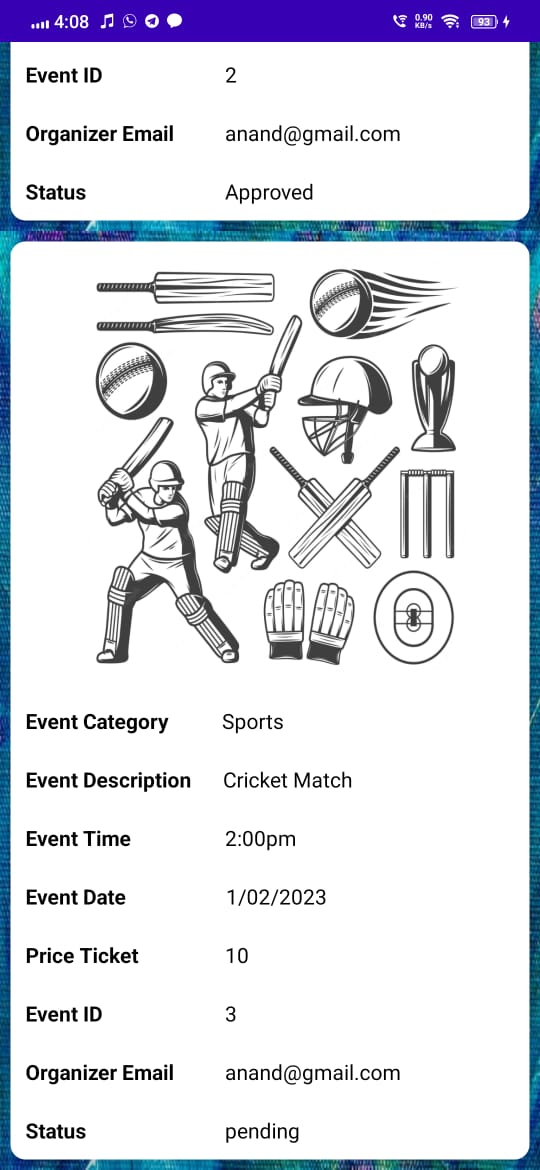 4:08 0.90 KB/s 93
Event ID 2
Organizer Email anand@gmail.com
Status Approved
Event Category Sports
Event Description Cricket Match
Event Time 2:00pm
Event Date 1/02/2023
Price Ticket 10
Event ID 3
Organizer Email anand@gmail.com
Status pending